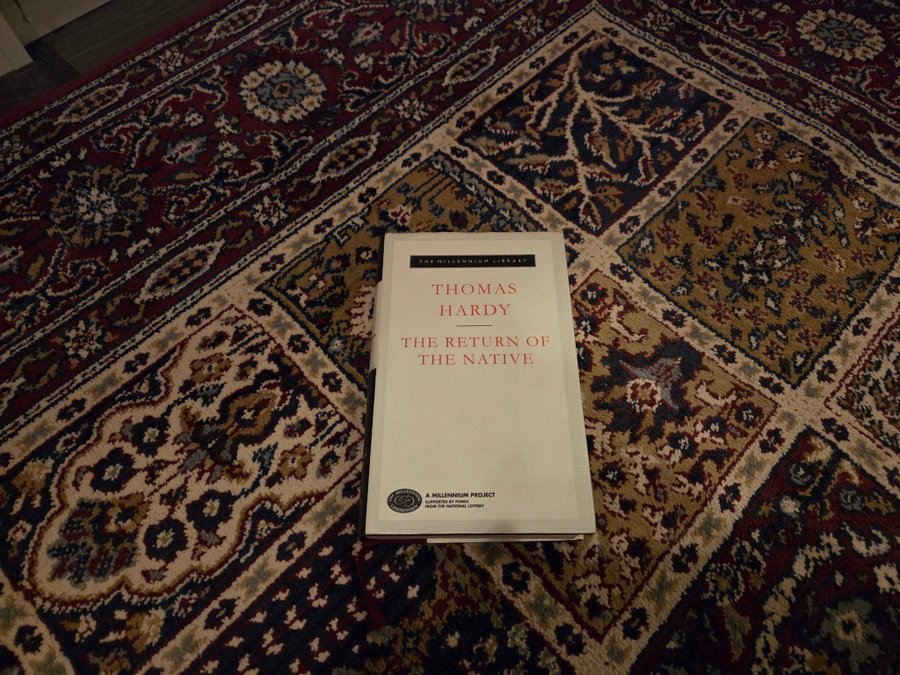 THE MILLENNIUM LIBRARY
THOMAS
HARDY
THE RETURN OF
THE NATIVE
A MILLENNIUM PROJECT
SUPPORTED BY FUNDS
FROM THE NATIONAL LOTTERY